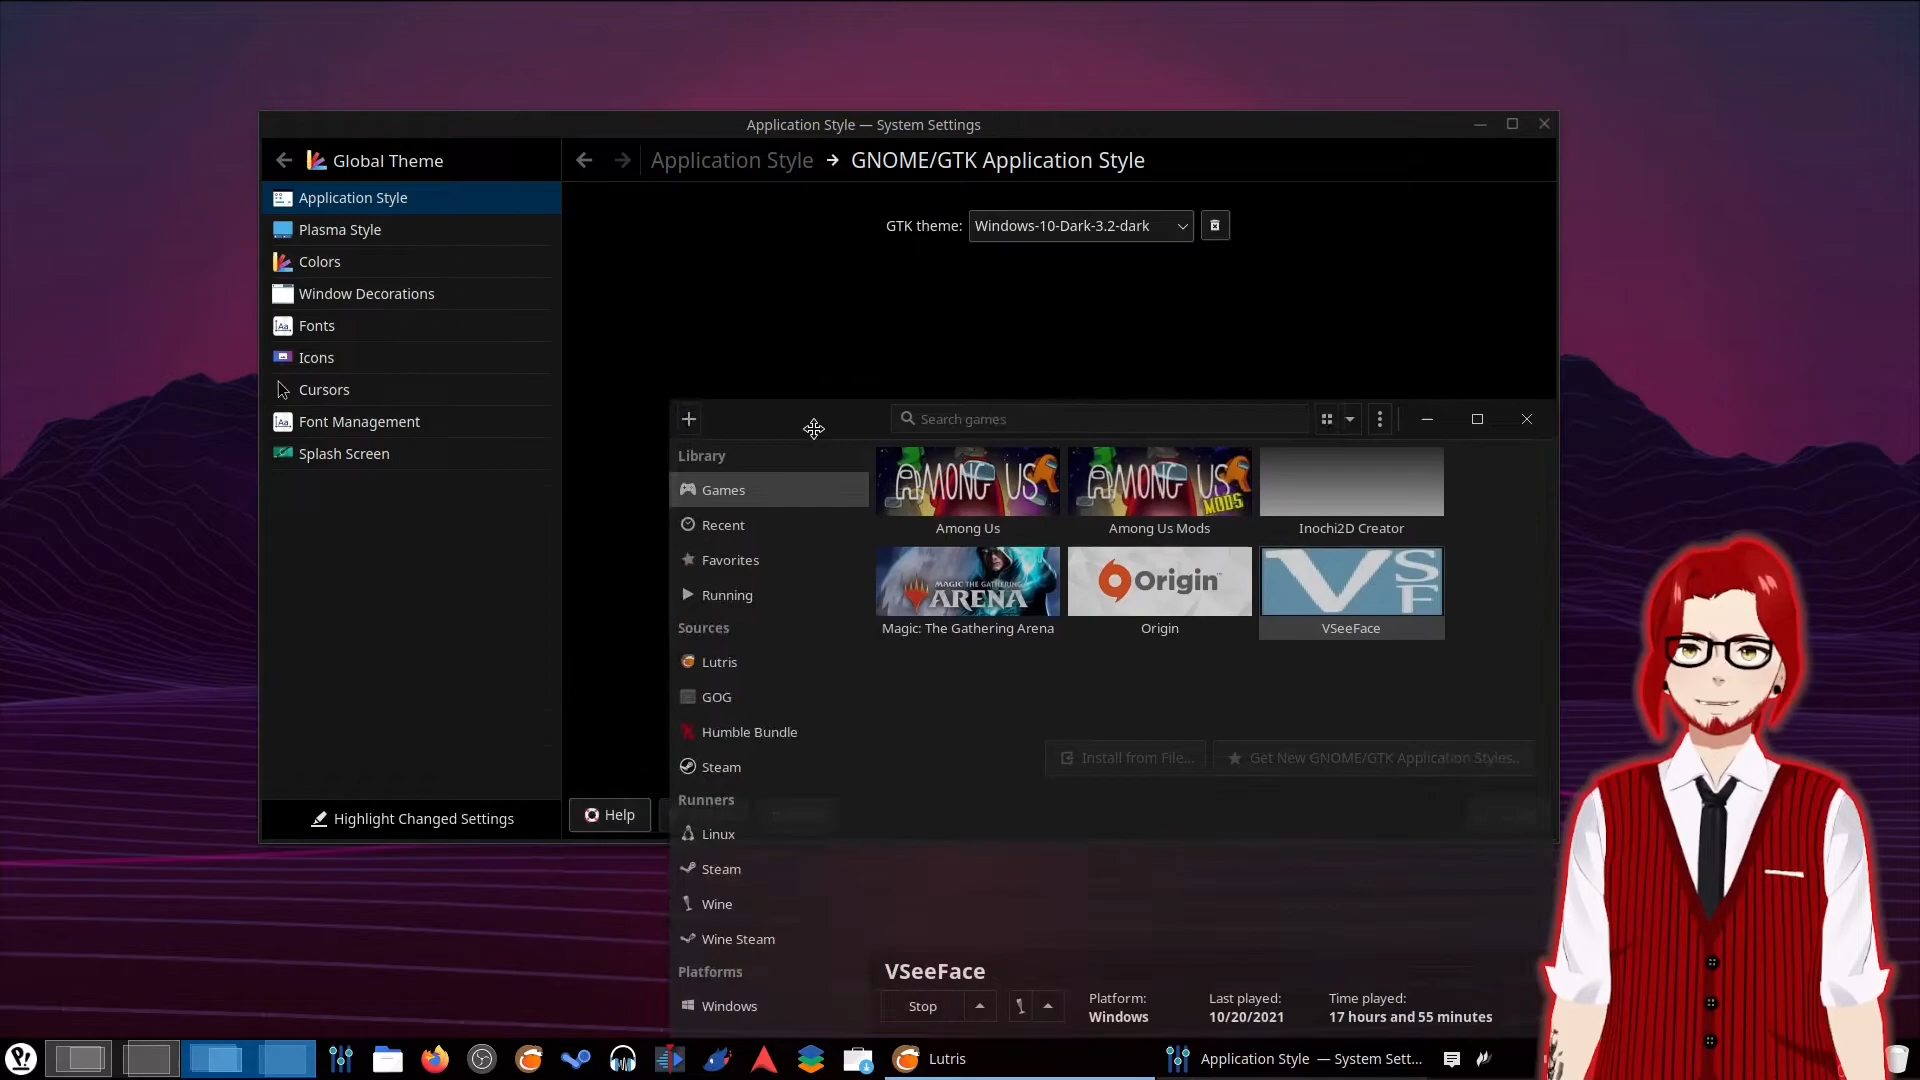 Application Style — System Settings
Global Theme
Application Style → GNOME/GTK Application Style
Application Style
Plasma Style
Colors
Window Decorations
Fonts
Icons
Cursors
Font Management
Splash Screen
Highlight Changed Settings
GTK theme: Windows-10-Dark-3.2-dark
Install from File...
Get New GNOME/GTK Application Styles...
Help
Search games
Library
Games
Recent
Favorites
Running
Sources
Lutris
GOG
Humble Bundle
Steam
Runners
Linux
Steam
Wine
Wine Steam
Platforms
Windows
AMONG US
Among Us
AMONG US MODS
Among Us Mods
Inochi2D Creator
MAGIC THE GATHERING
ARENA
Magic: The Gathering Arena
Origin
Origin
VSF
VSeeFace
VSeeFace
Stop
Platform:
Windows
Last played:
10/20/2021
Time played:
17 hours and 55 minutes
Lutris
Application Style — System Sett...